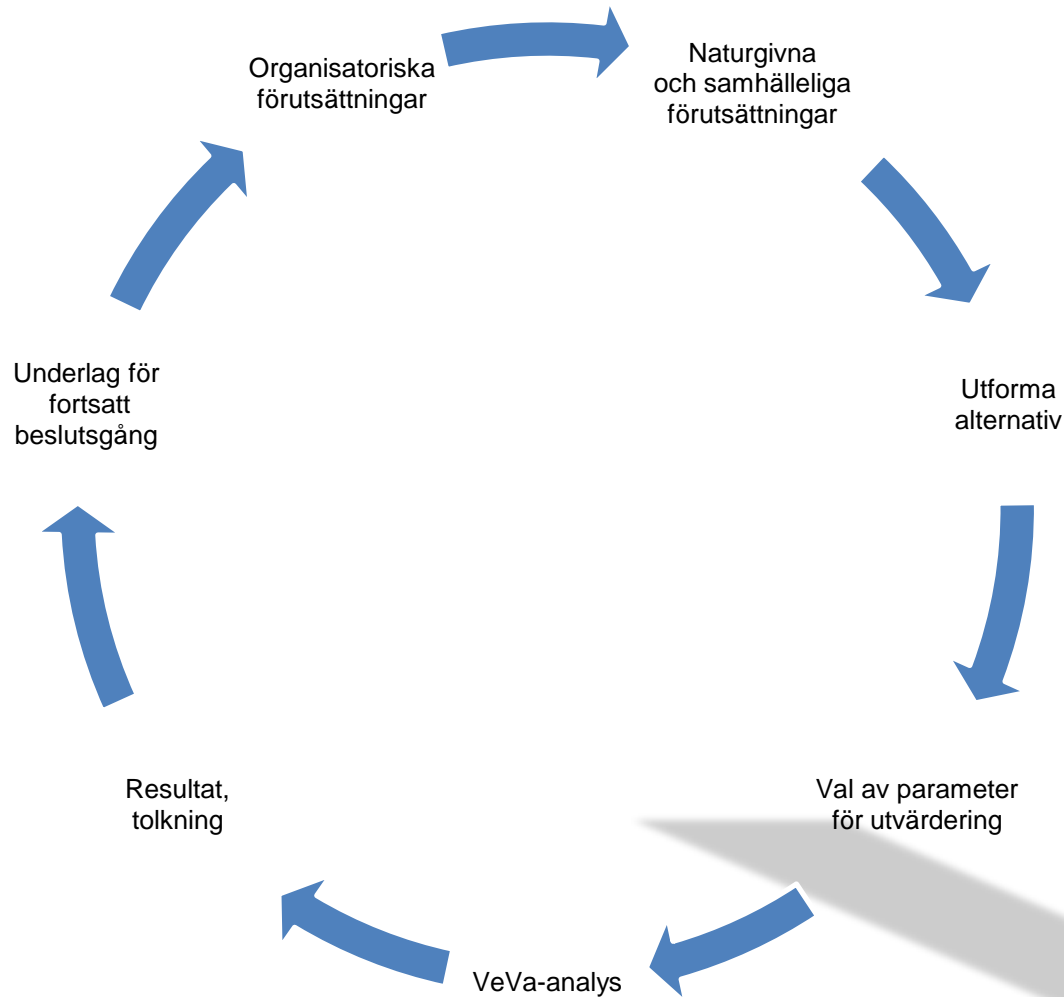 Organisatoriska
förutsättningar
Naturgivna
och samhälleliga
förutsättningar
Utforma
alternativ
Val av parameter
för utvärdering
VeVa-analys
Resultat,
tolkning
Underlag för
fortsatt
beslutsgång